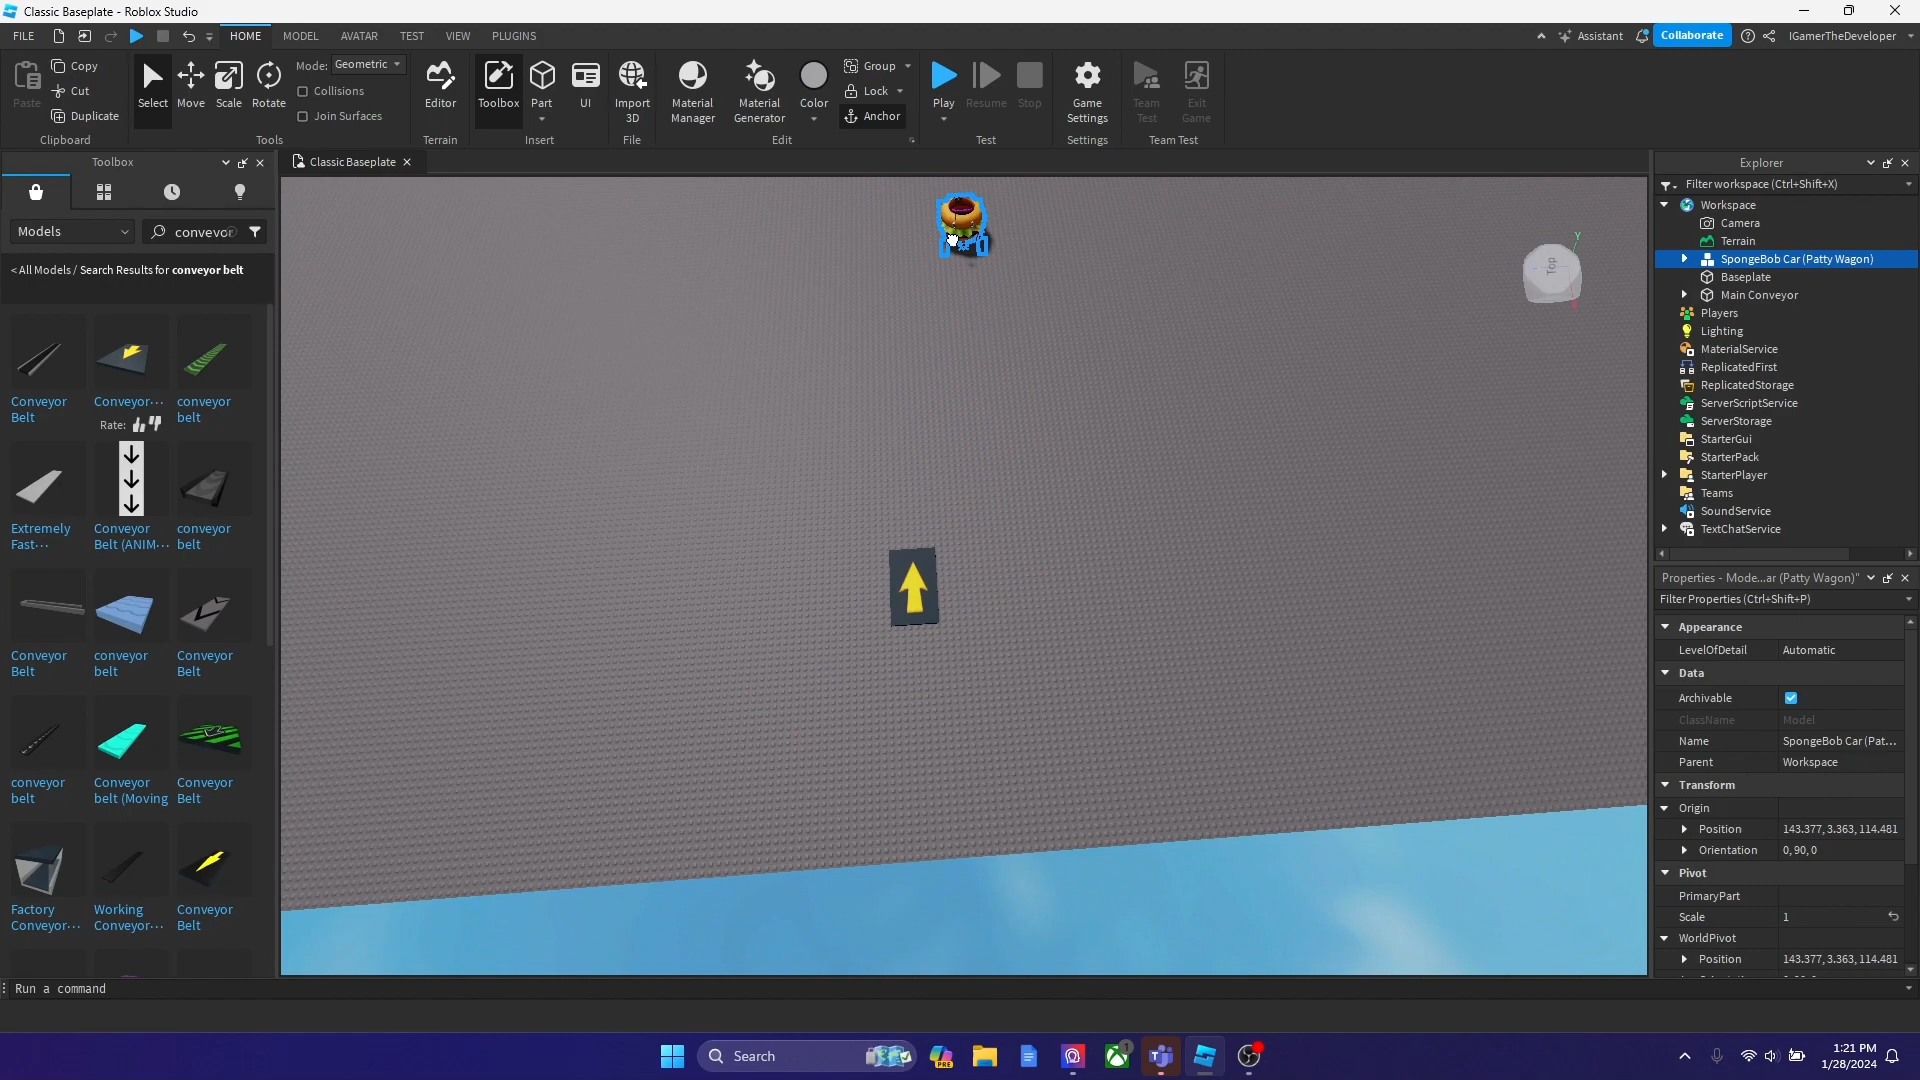 Classic Baseplate - Roblox Studio
FILE
HOME
MODEL
AVATAR
TEST
VIEW
PLUGINS
Assistant
Collaborate
IGamerTheDeveloper
Paste
Copy
Cut
Duplicate
Clipboard
Select
Move
Scale
Rotate
Mode: Geometric
Collisions
Join Surfaces
Tools
Editor
Terrain
Toolbox
Part
UI
Insert
Import 3D
File
Material Manager
Material Generator
Color
Group
Lock
Anchor
Edit
Play
Resume
Stop
Test
Game Settings
Settings
Team Test
Exit Game
Team Test
Toolbox
Models
conveyor
< All Models / Search Results for conveyor belt
Conveyor Belt
Conveyor···
conveyor belt
Rate:
Extremely Fast···
Conveyor Belt (ANIM···
conveyor belt
Conveyor Belt
conveyor belt
Conveyor Belt
conveyor belt
Conveyor belt (Moving
Conveyor Belt
Factory Conveyor···
Working Conveyor···
Conveyor Belt
Classic Baseplate
Top
Y
Explorer
Filter workspace (Ctrl+Shift+X)
Workspace
Camera
Terrain
SpongeBob Car (Patty Wagon)
Baseplate
Main Conveyor
Players
Lighting
MaterialService
ReplicatedFirst
ReplicatedStorage
ServerScriptService
ServerStorage
StarterGui
StarterPack
StarterPlayer
Teams
SoundService
TextChatService
Properties - Mode...ar (Patty Wagon)"
Filter Properties (Ctrl+Shift+P)
Appearance
LevelOfDetail Automatic
Data
Archivable
ClassName Model
Name SpongeBob Car (Pat...
Parent Workspace
Transform
Origin
Position 143.377, 3.363, 114.481
Orientation 0, 90, 0
Pivot
PrimaryPart
Scale 1
WorldPivot
Position 143.377, 3.363, 114.481
Run a command
Search
PRE
1
1:21 PM
1/28/2024